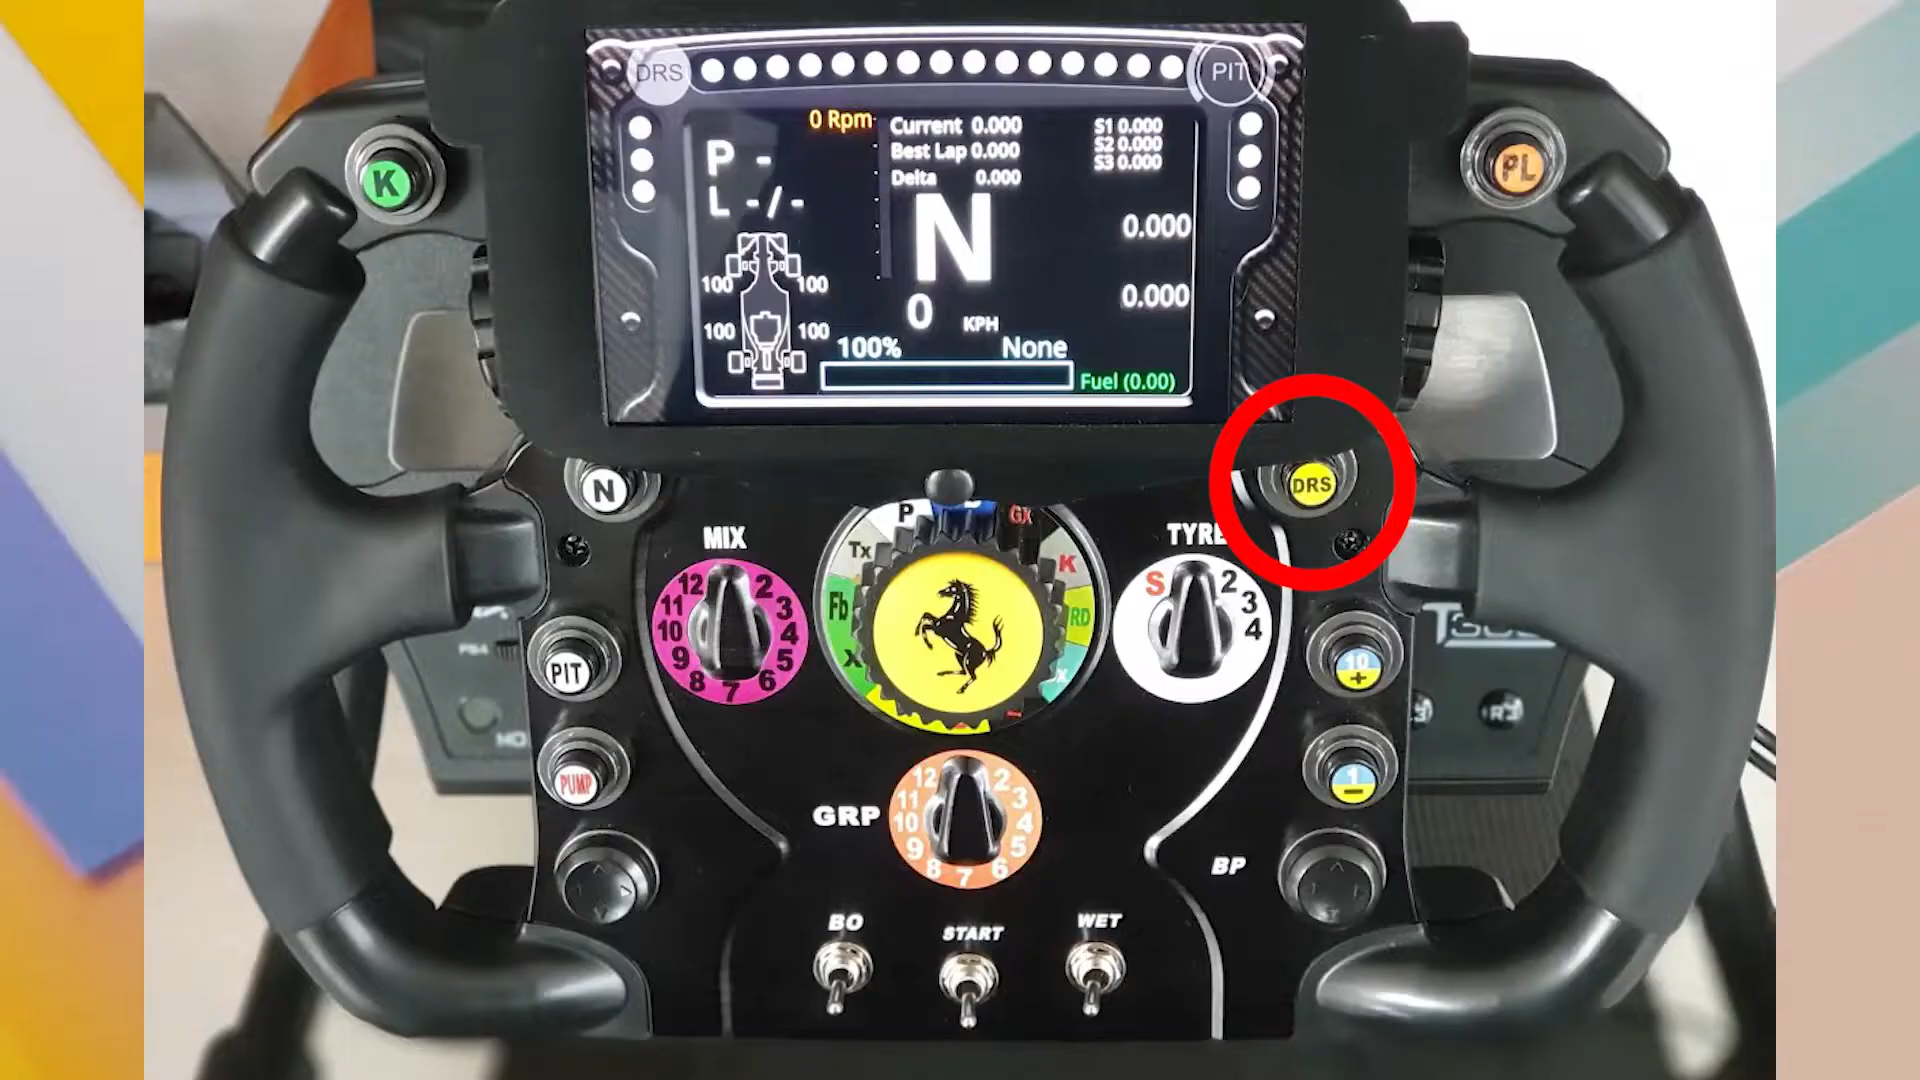 DRS
PIT
0 Rpm
Current 0.000
Best Lap 0.000
Delta 0.000
S1 0.000
S2 0.000
S3 0.000
P -
L -/-
N
0.000
0.000
100 100
100 100
0 KPH
100% None
Fuel (0.00)
K
PL
N
DRS
MIX
TYRE
P
GX
Tx
K
Fb
RD
X
12 2
11 3
10 4
9 5
8 7 6
S 2
3
4
PIT
10
+
PUMP
1
-
GRP
12 2
11 3
10 4
9 5
8 7 6
BP
BO
START
WET
PS4
R3